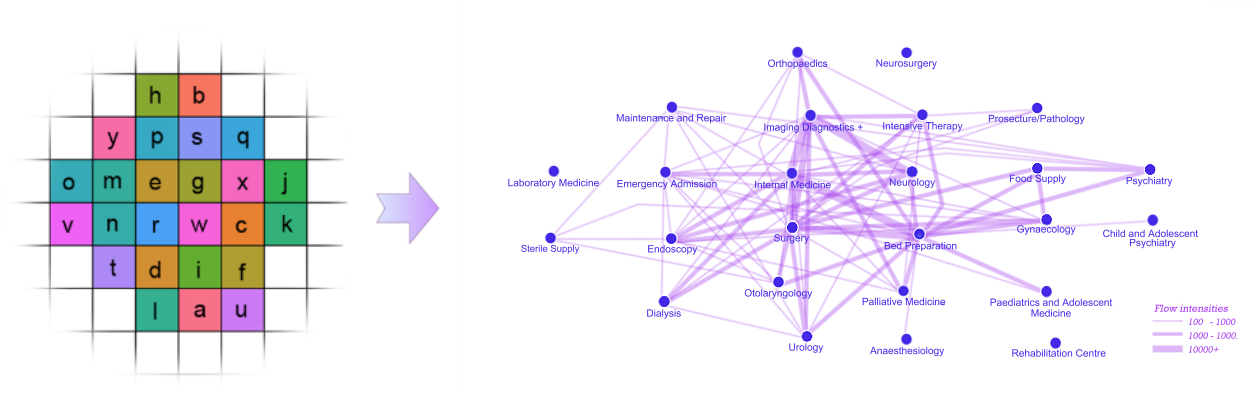 h b
y p s q
o m e g x j
v n r w c k
t d i f
l a u
Orthopaedics
Neurosurgery
Maintenance and Repair
Imaging Diagnostics +
Intensive Therapy
Prosecture/Pathology
Laboratory Medicine
Emergency Admission
Internal Medicine
Neurology
Food Supply
Psychiatry
Sterile Supply
Endoscopy
Surgery
Bed Preparation
Gynaecology
Child and Adolescent
Psychiatry
Dialysis
Otolaryngology
Palliative Medicine
Paediatrics and Adolescent
Medicine
Urology
Anaesthesiology
Rehabilitation Centre
Flow intensities
100 - 1000
1000 - 1000.
10000+